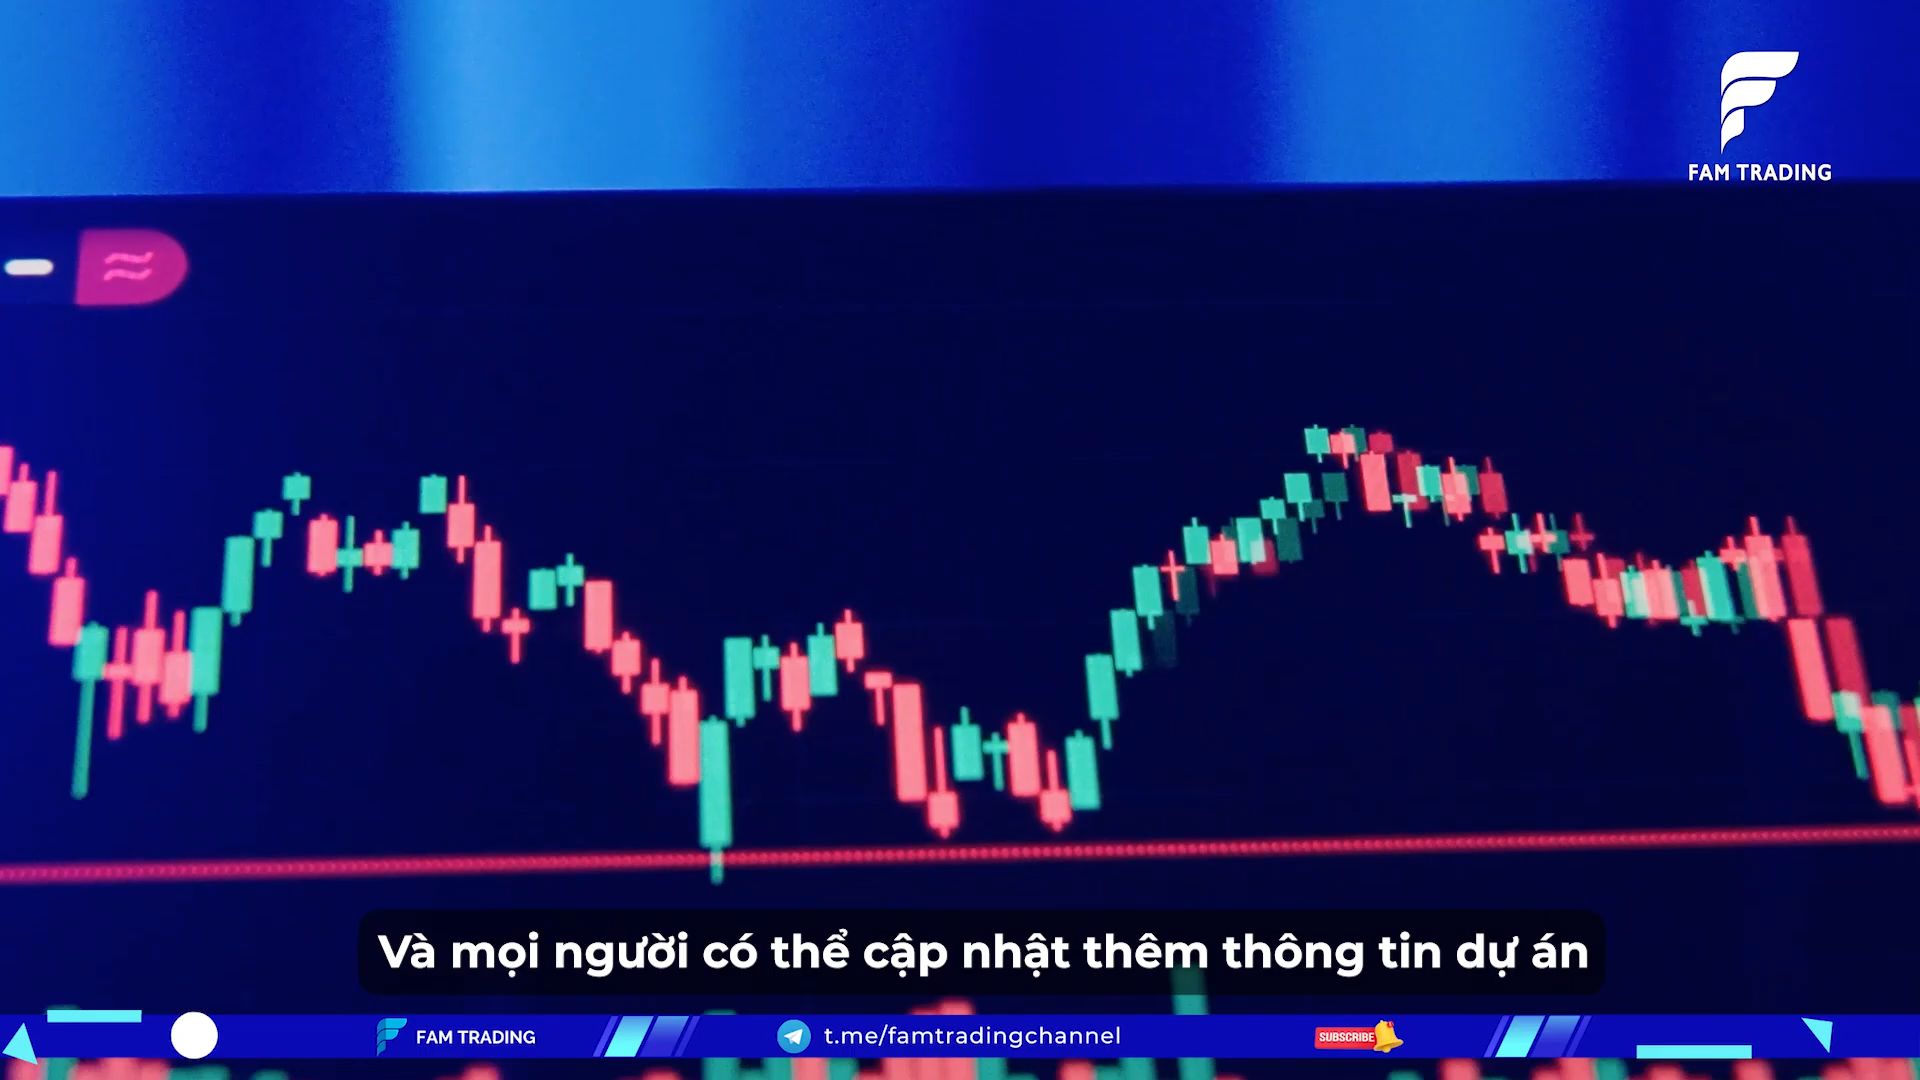 FAM TRADING
Và mọi người có thể cập nhật thêm thông tin dự án
FAM TRADING
t.me/famtradingchannel
SUBSCRIBE